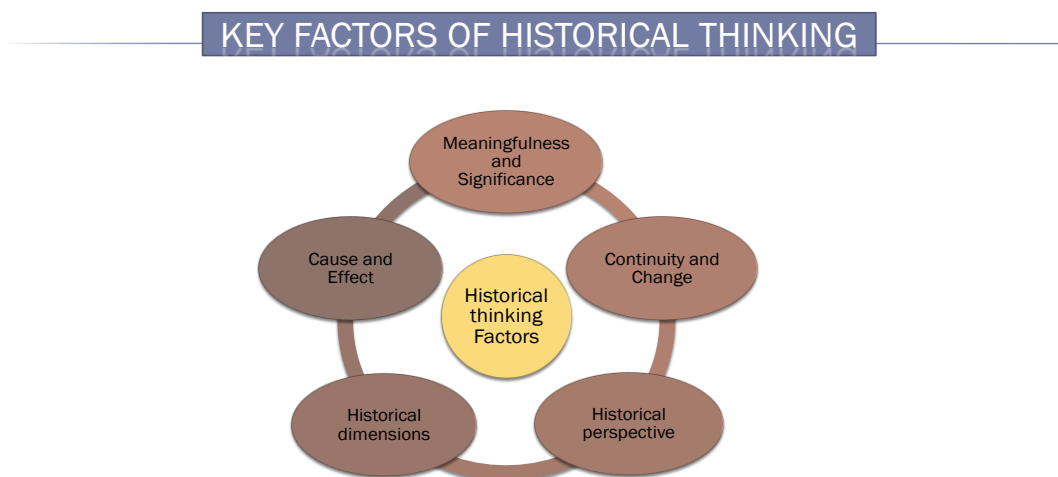 KEY FACTORS OF HISTORICAL THINKING
Meaningfulness
and
Significance
Cause and
Effect
Continuity and
Change
Historical
thinking
Factors
Historical
dimensions
Historical
perspective